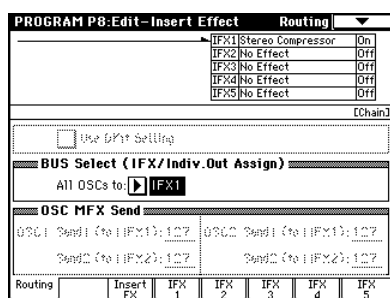 PROGRAM P8:Edit-Insert Effect Routing
IFX1 Stereo Compressor On
IFX2 No Effect Off
IFX3 No Effect Off
IFX4 No Effect Off
IFX5 No Effect Off
[Chain]
Use DKit Setting
BUS Select (IFX/Indiv.Out Assign)
All OSCs to: IFX1
OSC MFX Send
OSC1 Send1 (to MFX1):127 OSC2 Send1 (to MFX1):127
Send2 (to MFX2):127 Send2 (to MFX2):127
Routing Insert FX IFX 1 IFX 2 IFX 3 IFX 4 IFX 5